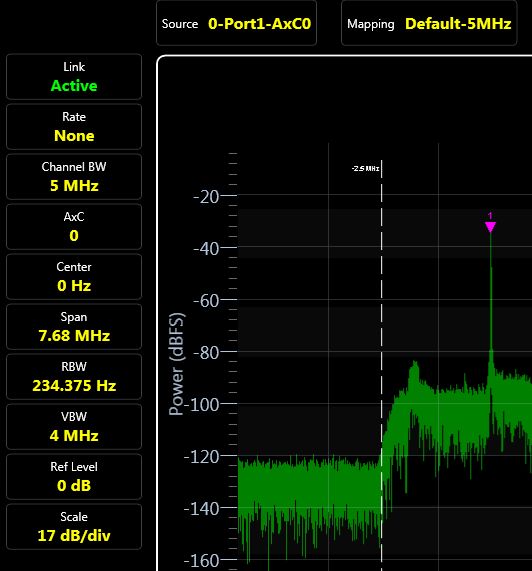 Source 0-Port1-AxC0 Mapping Default-5MHz
Link
Active
Rate
None
Channel BW
5 MHz
AxC
0
Center
0 Hz
Span
7.68 MHz
RBW
234.375 Hz
VBW
4 MHz
Ref Level
0 dB
Scale
17 dB/div
Power (dBFS)
-2.5 MHz
-20
1
-40
-60
-80
-100
-120
-140
-160